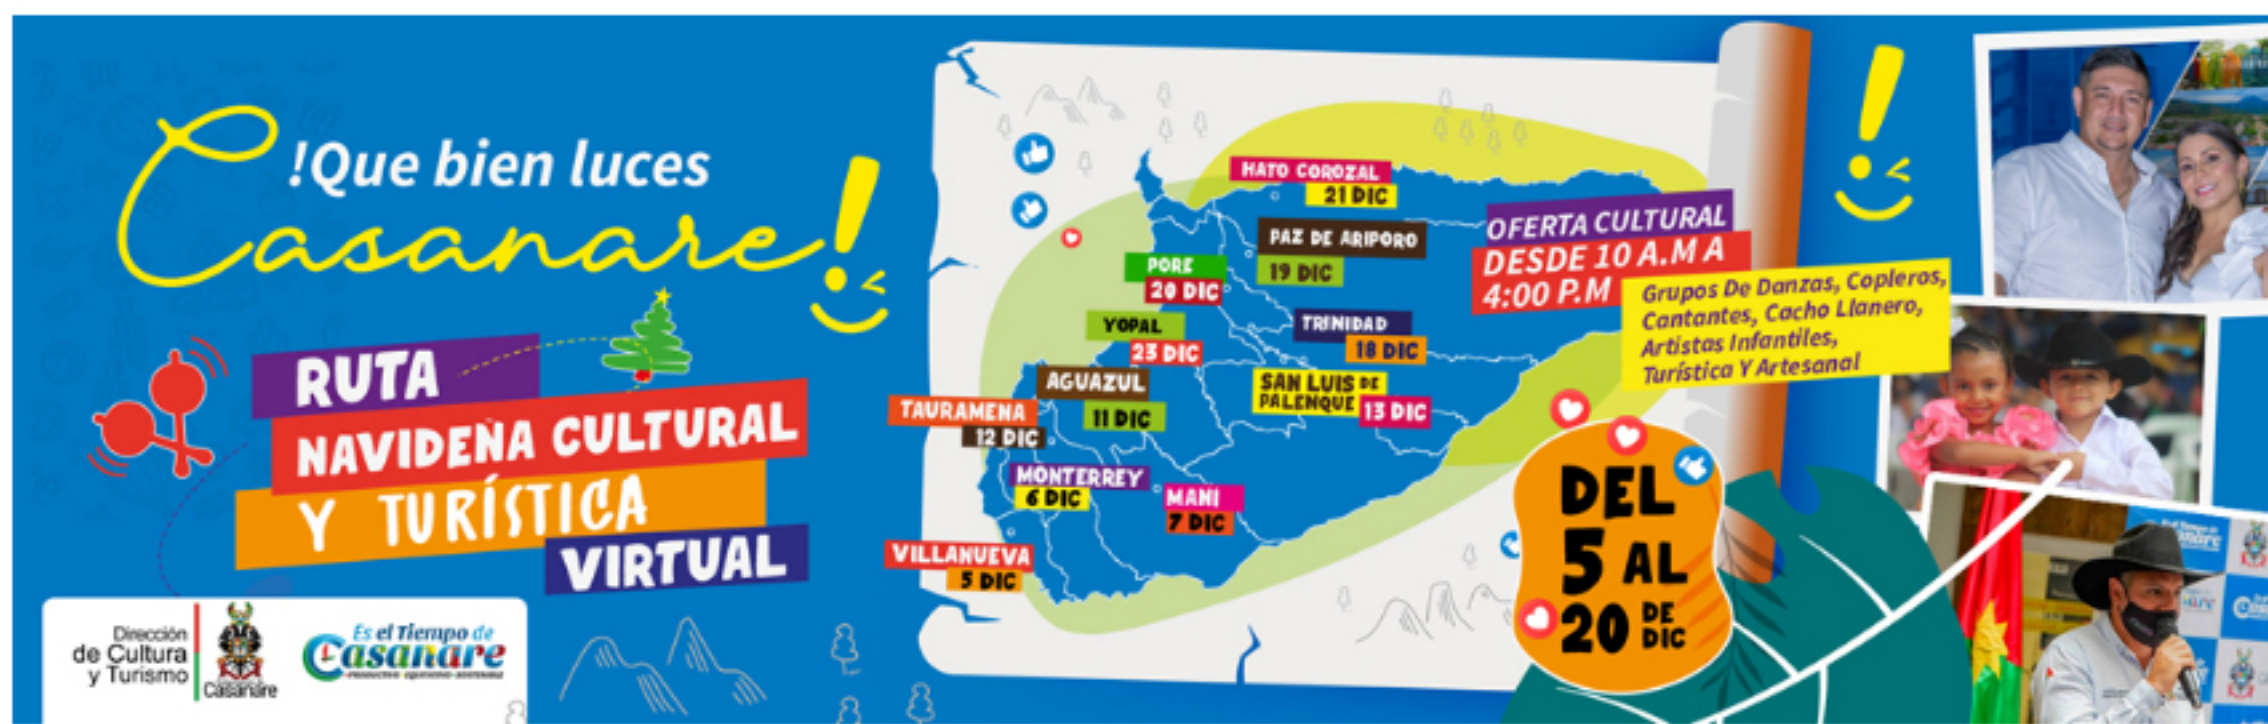 !Que bien luces
Casanare!
RUTA
NAVIDEÑA CULTURAL
Y TURÍSTICA
VIRTUAL
Dirección
de Cultura
y Turismo
Casanare
Es el Tiempo de
Casanare
PRODUCTIVO EQUITATIVO SOSTENIBLE
HATO COROZAL
21 DIC
PAZ DE ARIPORO
19 DIC
PORE
20 DIC
YOPAL
23 DIC
TRINIDAD
18 DIC
AGUAZUL
11 DIC
SAN LUIS DE
PALENQUE
13 DIC
TAURAMENA
12 DIC
MONTERREY
6 DIC
MANI
7 DIC
VILLANUEVA
5 DIC
OFERTA CULTURAL
DESDE 10 A.M A
4:00 P.M
Grupos De Danzas, Copleros,
Cantantes, Cacho Llanero,
Artistas Infantiles,
Turística Y Artesanal
DEL
5 AL
20 DE
DIC